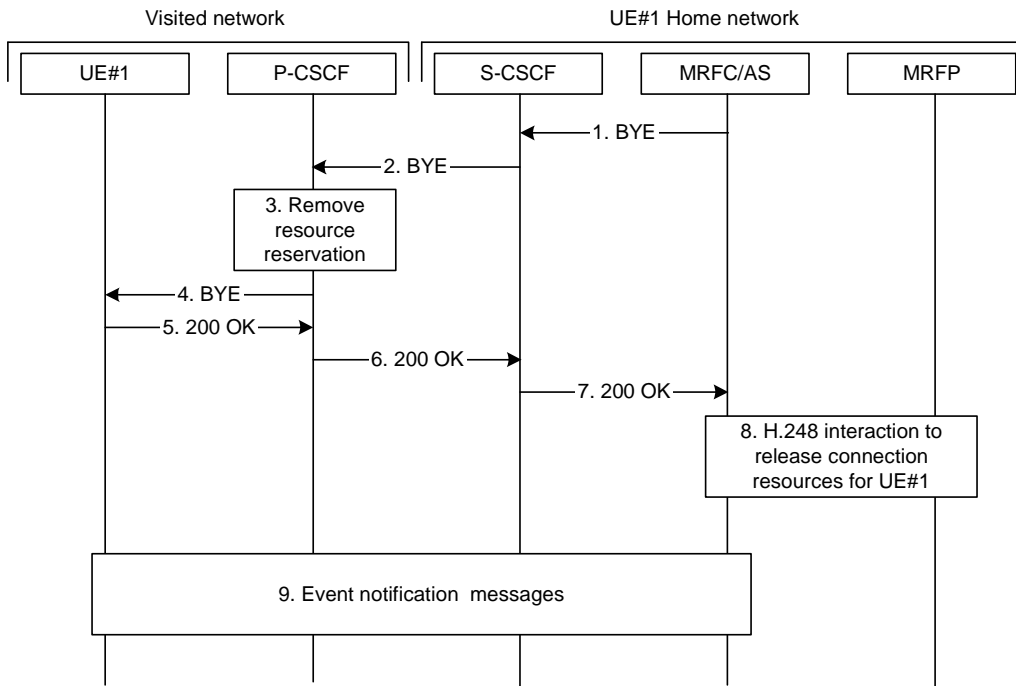 Visited network
UE#1 Home network
UE#1
P-CSCF
S-CSCF
MRFC/AS
MRFP
1. BYE
2. BYE
3. Remove
resource
reservation
4. BYE
5. 200 OK
6. 200 OK
7. 200 OK
8. H.248 interaction to
release connection
resources for UE#1
9. Event notification messages